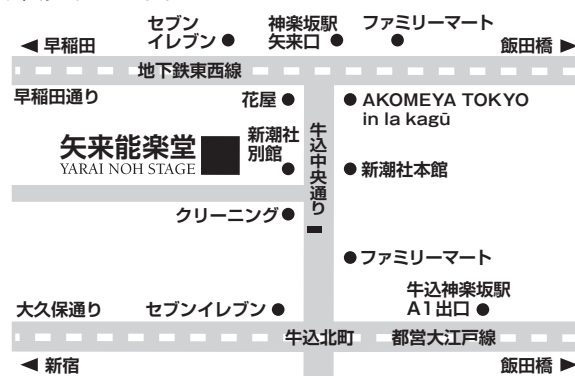 セブン
イレブン
神楽坂駅
矢来口
ファミリーマート
◀ 早稲田
飯田橋 ▶
地下鉄東西線
早稲田通り
花屋
AKOMEYA TOKYO
in la kagū
矢来能楽堂
YARAI NOH STAGE
新潮社
別館
牛込中央通り
新潮社本館
クリーニング
ファミリーマート
牛込神楽坂駅
A1出口
大久保通り
セブンイレブン
牛込北町
都営大江戸線
◀ 新宿
飯田橋 ▶